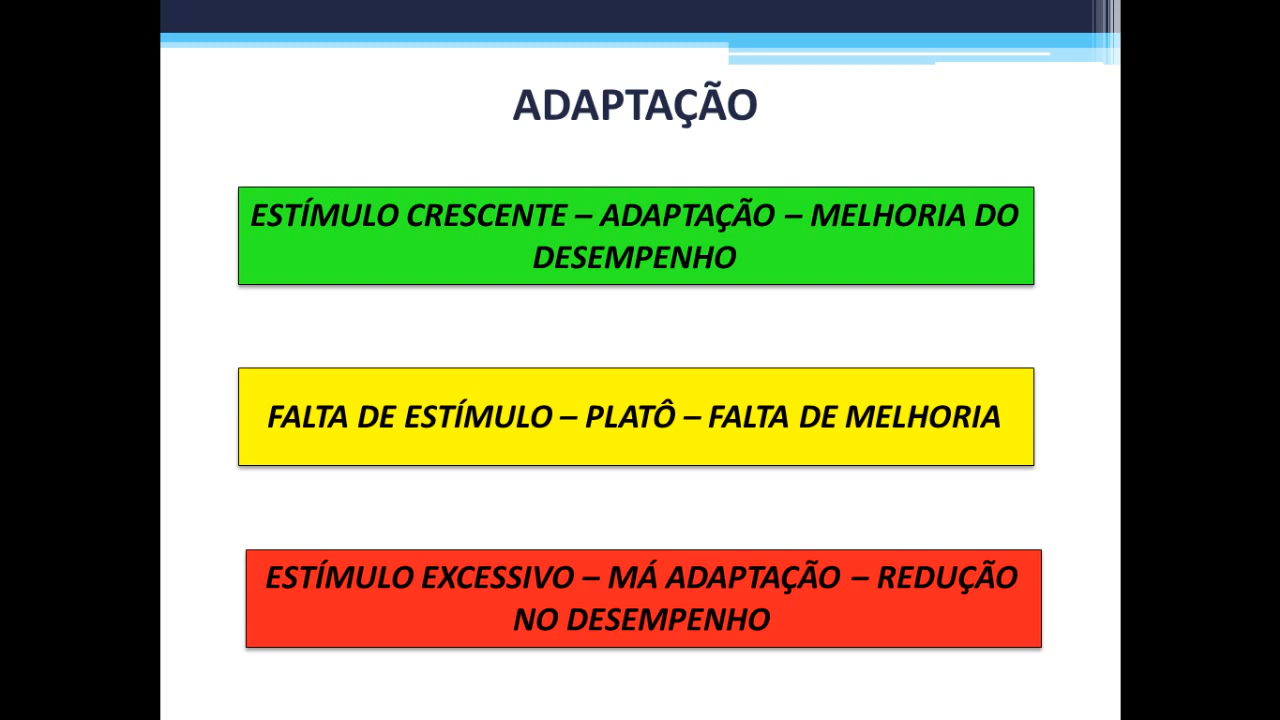 ADAPTAÇÃO
ESTÍMULO CRESCENTE – ADAPTAÇÃO – MELHORIA DO
DESEMPENHO
FALTA DE ESTÍMULO – PLATÔ – FALTA DE MELHORIA
ESTÍMULO EXCESSIVO – MÁ ADAPTAÇÃO – REDUÇÃO
NO DESEMPENHO